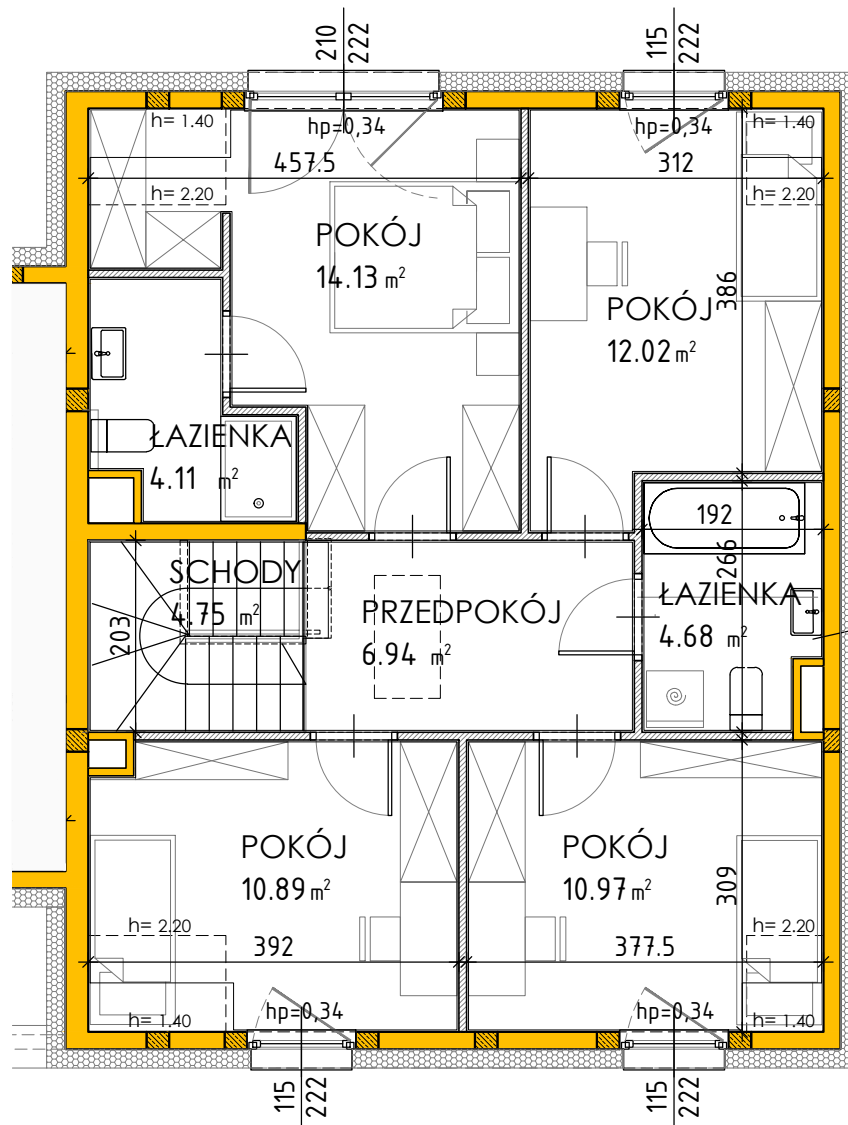 210
222
115
222
h= 1.40
hp=0,34
hp=0,34
h= 1.40
457.5
312
h= 2.20
h= 2.20
POKÓJ
14.13 m²
386
POKÓJ
12.02 m²
ŁAZIENKA
4.11 m²
192
266
SCHODY
4.75 m²
203
PRZEDPOKÓJ
6.94 m²
ŁAZIENKA
4.68 m²
POKÓJ
10.89 m²
POKÓJ
10.97 m²
309
h= 2.20
h= 2.20
392
377.5
h= 1.40
hp=0,34
hp=0,34
h= 1.40
115
222
115
222